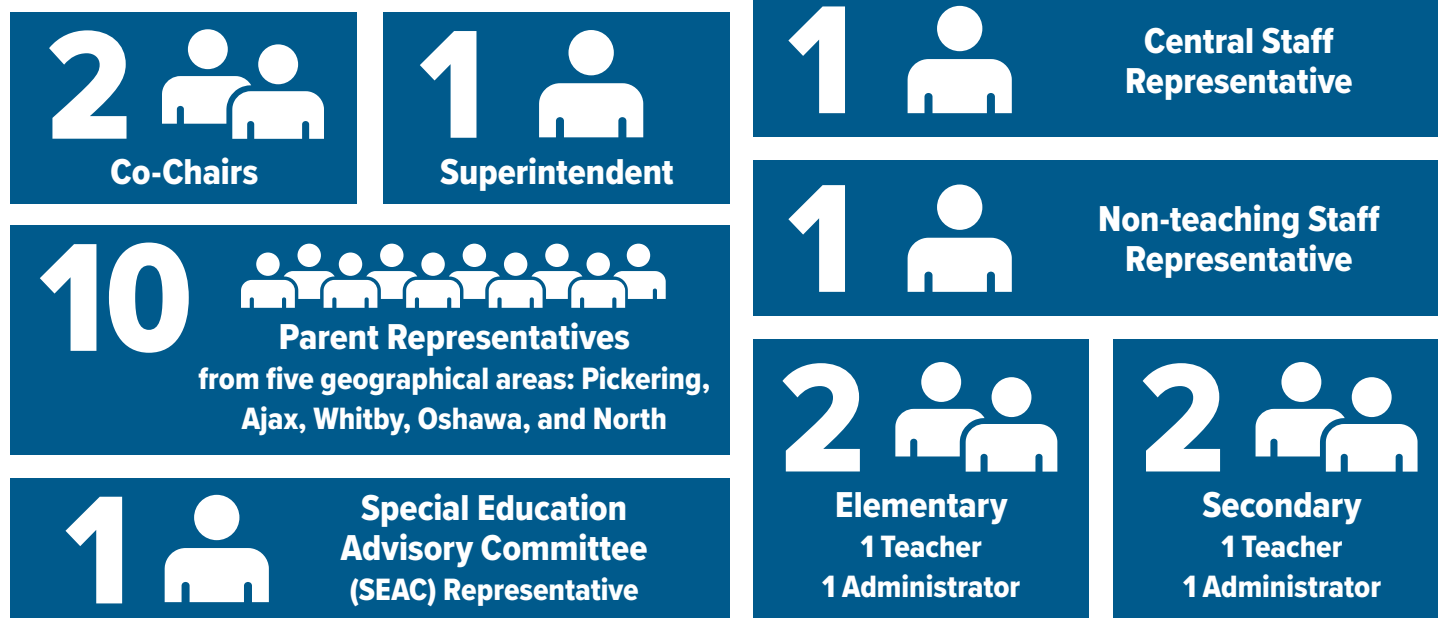 2
Co-Chairs
1
Superintendent
10
Parent Representatives
from five geographical areas: Pickering,
Ajax, Whitby, Oshawa, and North
1
Special Education
Advisory Committee
(SEAC) Representative
1
Central Staff
Representative
1
Non-teaching Staff
Representative
2
Elementary
1 Teacher
1 Administrator
2
Secondary
1 Teacher
1 Administrator